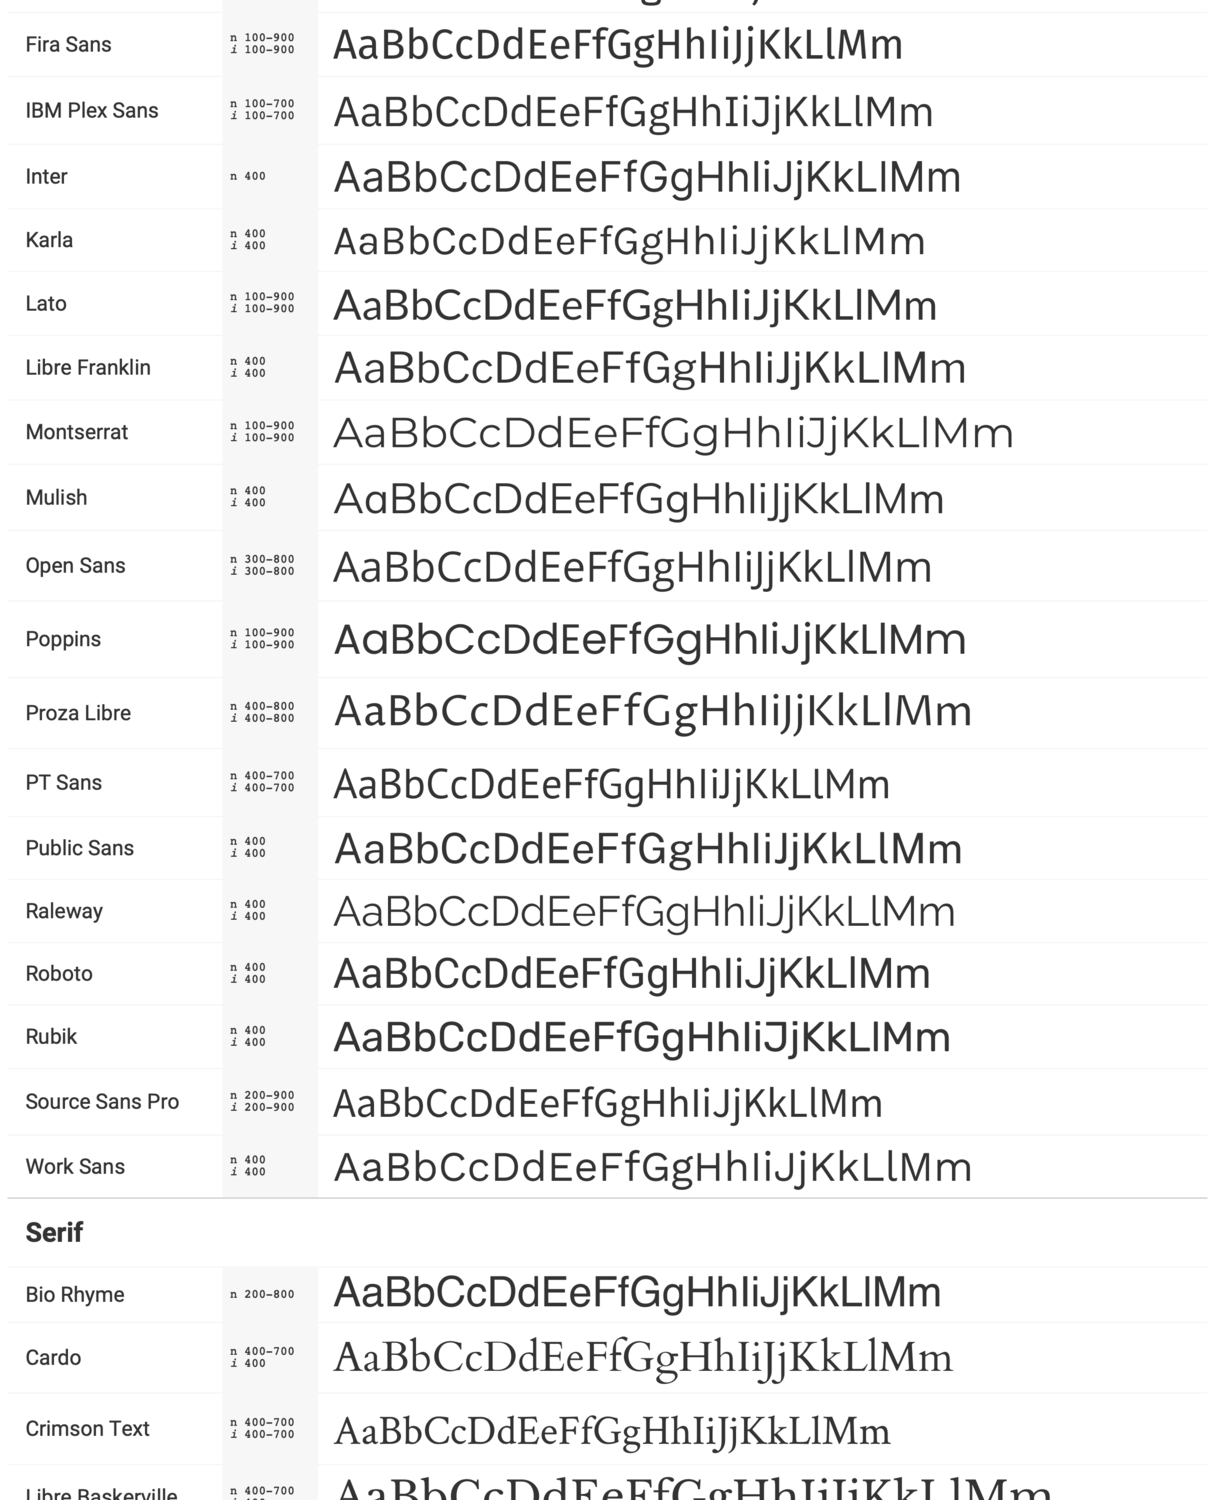 Fira Sans n 100–900 AaBbCcDdEeFfGgHhIiJjKkLlMm
i 100–900
IBM Plex Sans n 100–700 AaBbCcDdEeFfGgHhIiJjKkLlMm
i 100–700
Inter n 400 AaBbCcDdEeFfGgHhIiJjKkLlMm
Karla n 400 AaBbCcDdEeFfGgHhIiJjKkLlMm
i 400
Lato n 100–900 AaBbCcDdEeFfGgHhIiJjKkLlMm
i 100–900
Libre Franklin n 400 AaBbCcDdEeFfGgHhIiJjKkLlMm
i 400
Montserrat n 100–900 AaBbCcDdEeFfGgHhIiJjKkLlMm
i 100–900
Mulish n 400 AaBbCcDdEeFfGgHhIiJjKkLlMm
i 400
Open Sans n 300–800 AaBbCcDdEeFfGgHhIiJjKkLlMm
i 300–800
Poppins n 100–900 AaBbCcDdEeFfGgHhIiJjKkLlMm
i 100–900
Proza Libre n 400–800 AaBbCcDdEeFfGgHhIiJjKkLlMm
i 400–800
PT Sans n 400–700 AaBbCcDdEeFfGgHhIiJjKkLlMm
i 400–700
Public Sans n 400 AaBbCcDdEeFfGgHhIiJjKkLlMm
i 400
Raleway n 400 AaBbCcDdEeFfGgHhIiJjKkLlMm
i 400
Roboto n 400 AaBbCcDdEeFfGgHhIiJjKkLlMm
i 400
Rubik n 400 AaBbCcDdEeFfGgHhIiJjKkLlMm
i 400
Source Sans Pro n 200–900 AaBbCcDdEeFfGgHhIiJjKkLlMm
i 200–900
Work Sans n 400 AaBbCcDdEeFfGgHhIiJjKkLlMm
i 400
Serif
Bio Rhyme n 200–800 AaBbCcDdEeFfGgHhIiJjKkLlMm
Cardo n 400–700 AaBbCcDdEeFfGgHhIiJjKkLlMm
i 400
Crimson Text n 400–700 AaBbCcDdEeFfGgHhIiJjKkLlMm
i 400–700
Libre Baskerville n 400–700 AaBbCcDdEeFfGgHhIiJjKkLlMm